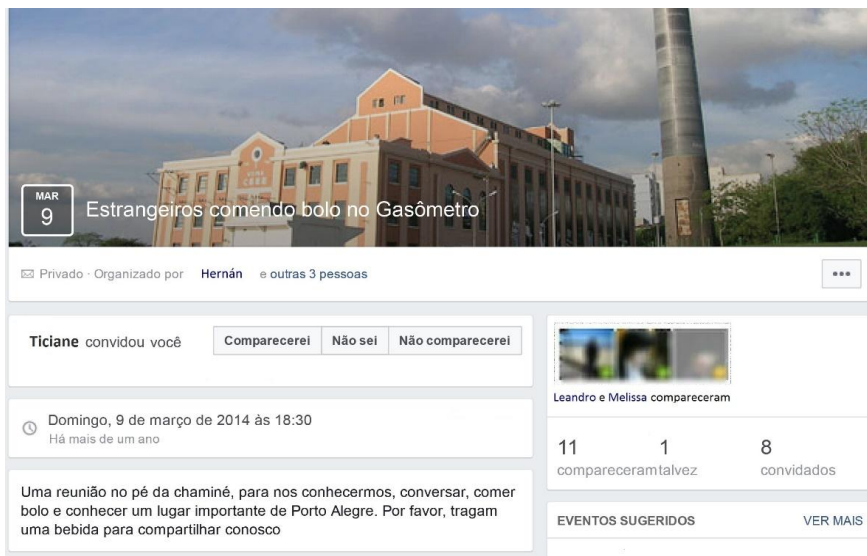 USINA
CEEE
MAR
9
Estrangeiros comendo bolo no Gasômetro
Privado · Organizado por Hernán e outras 3 pessoas
Ticiane convidou você
Comparecerei
Não sei
Não comparecerei
Domingo, 9 de março de 2014 às 18:30
Há mais de um ano
Uma reunião no pé da chaminé, para nos conhecermos, conversar, comer
bolo e conhecer um lugar importante de Porto Alegre. Por favor, tragam
uma bebida para compartilhar conosco
Leandro e Melissa compareceram
11
compareceram
1
talvez
8
convidados
EVENTOS SUGERIDOS
VER MAIS